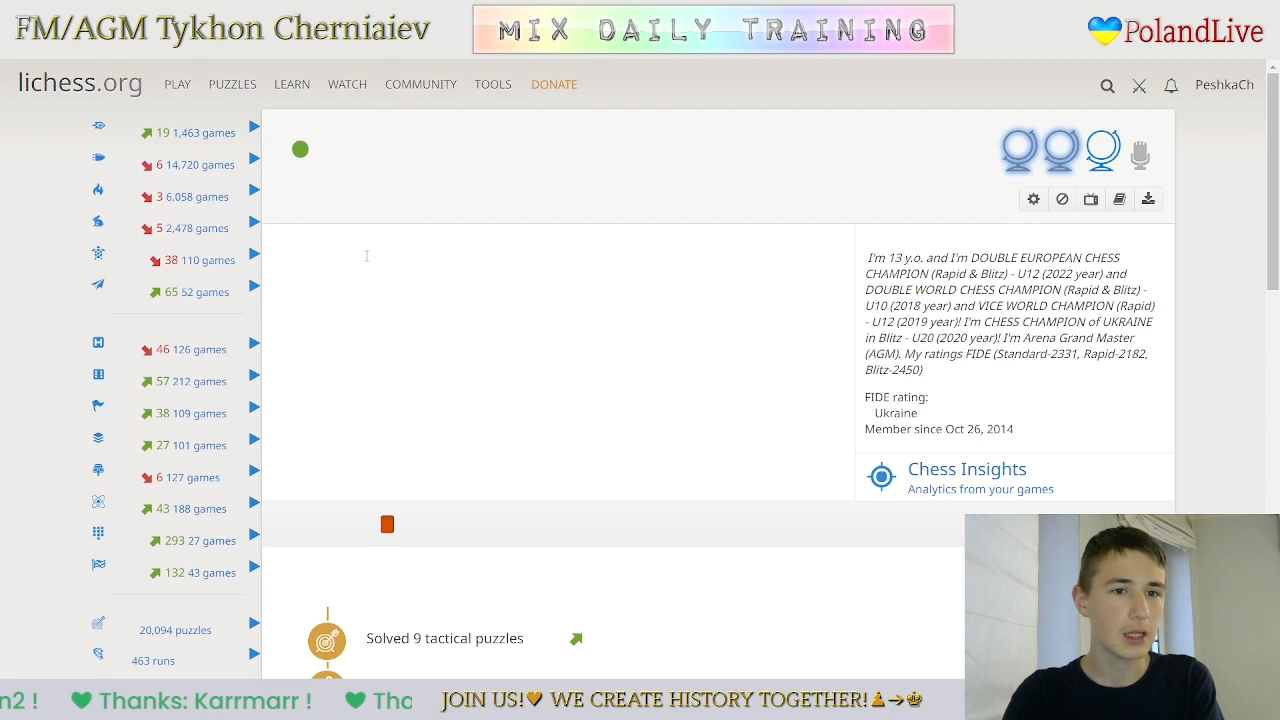 FM/AGM Tykhon Cherniaiev
MIX DAILY TRAINING
PolandLive
lichess.org
PLAY
PUZZLES
LEARN
WATCH
COMMUNITY
TOOLS
DONATE
PeshkaCh
19 1,463 games
6 14,720 games
3 6,058 games
5 2,478 games
38 110 games
65 52 games
46 126 games
57 212 games
38 109 games
27 101 games
6 127 games
43 188 games
293 27 games
132 43 games
20,094 puzzles
463 runs
I'm 13 y.o. and I'm DOUBLE EUROPEAN CHESS
CHAMPION (Rapid & Blitz) - U12 (2022 year) and
DOUBLE WORLD CHESS CHAMPION (Rapid & Blitz) -
U10 (2018 year) and VICE WORLD CHAMPION (Rapid)
- U12 (2019 year)! I'm CHESS CHAMPION of UKRAINE
in Blitz - U20 (2020 year)! I'm Arena Grand Master
(AGM). My ratings FIDE (Standard-2331, Rapid-2182,
Blitz-2450)
FIDE rating:
Ukraine
Member since Oct 26, 2014
Chess Insights
Analytics from your games
Solved 9 tactical puzzles
n2 !
Thanks: Karrmarr !
Tha
JOIN US!🧡 WE CREATE HISTORY TOGETHER!♟→♚